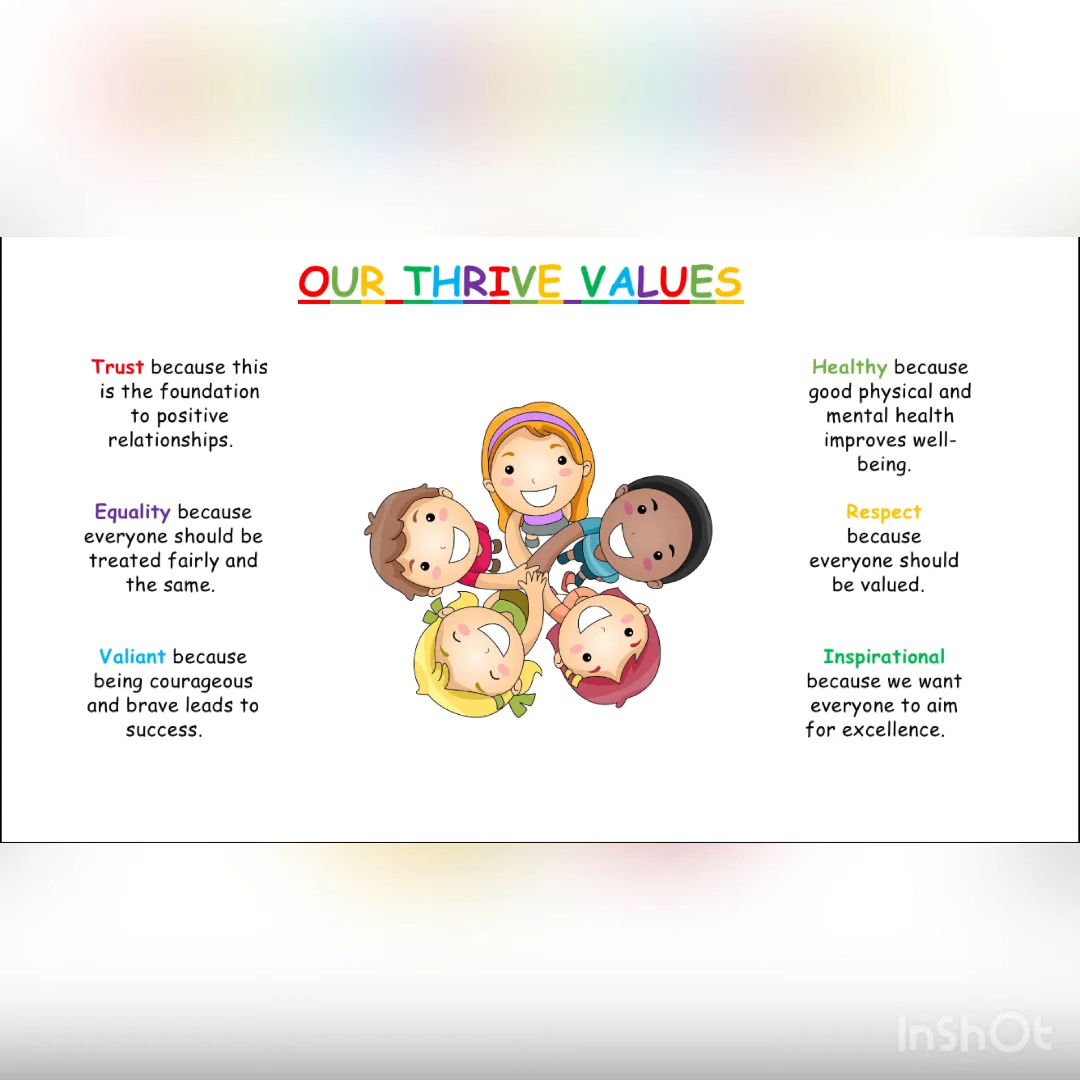 OUR THRIVE VALUES
Trust because this
is the foundation
to positive
relationships.
Healthy because
good physical and
mental health
improves well-
being.
Equality because
everyone should be
treated fairly and
the same.
Respect
because
everyone should
be valued.
Valiant because
being courageous
and brave leads to
success.
Inspirational
because we want
everyone to aim
for excellence.
InShOt